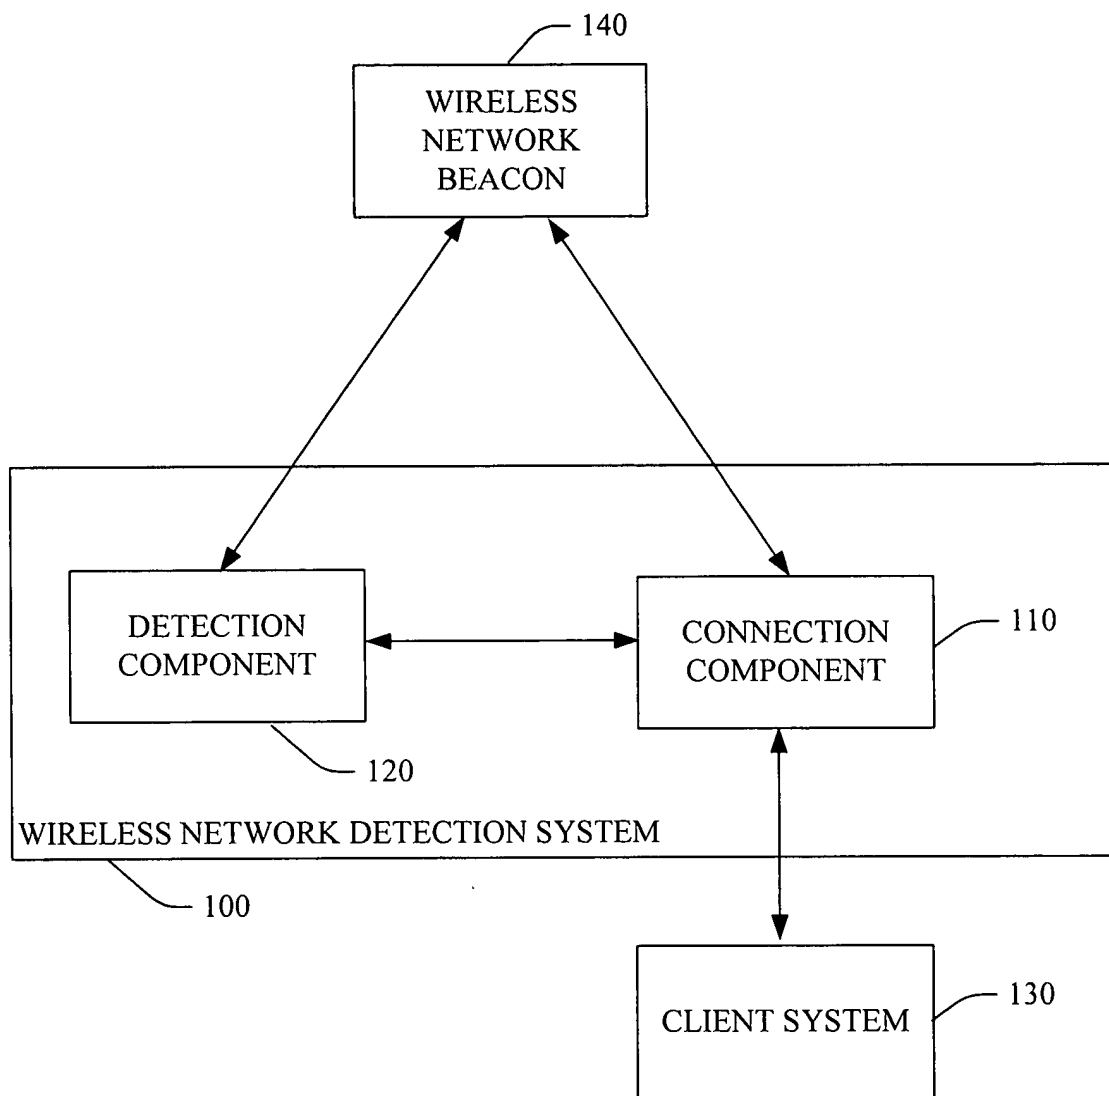 140
WIRELESS
NETWORK
BEACON
DETECTION
COMPONENT
120
CONNECTION
COMPONENT
110
WIRELESS NETWORK DETECTION SYSTEM
100
CLIENT SYSTEM
130